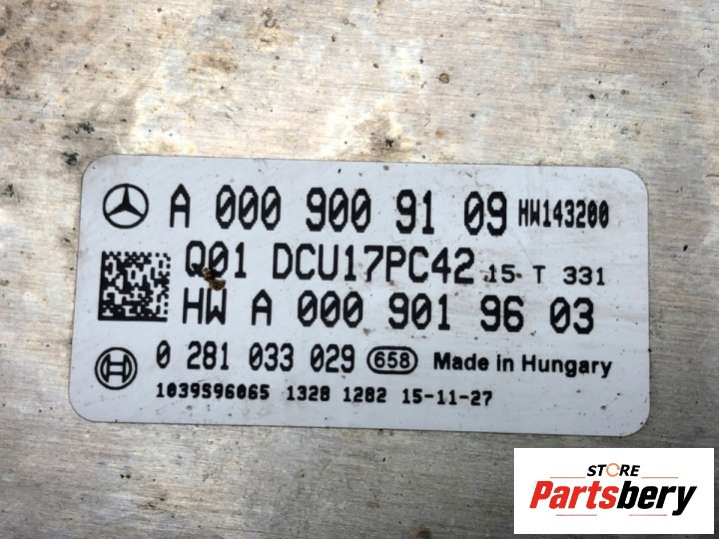 A 000 900 91 09 HW143200
Q01 DCU17PC42 15 T 331
HW A 000 901 96 03
0 281 033 029 658 Made in Hungary
1039S96065 1328 1282 15-11-27
STORE
Partsbery